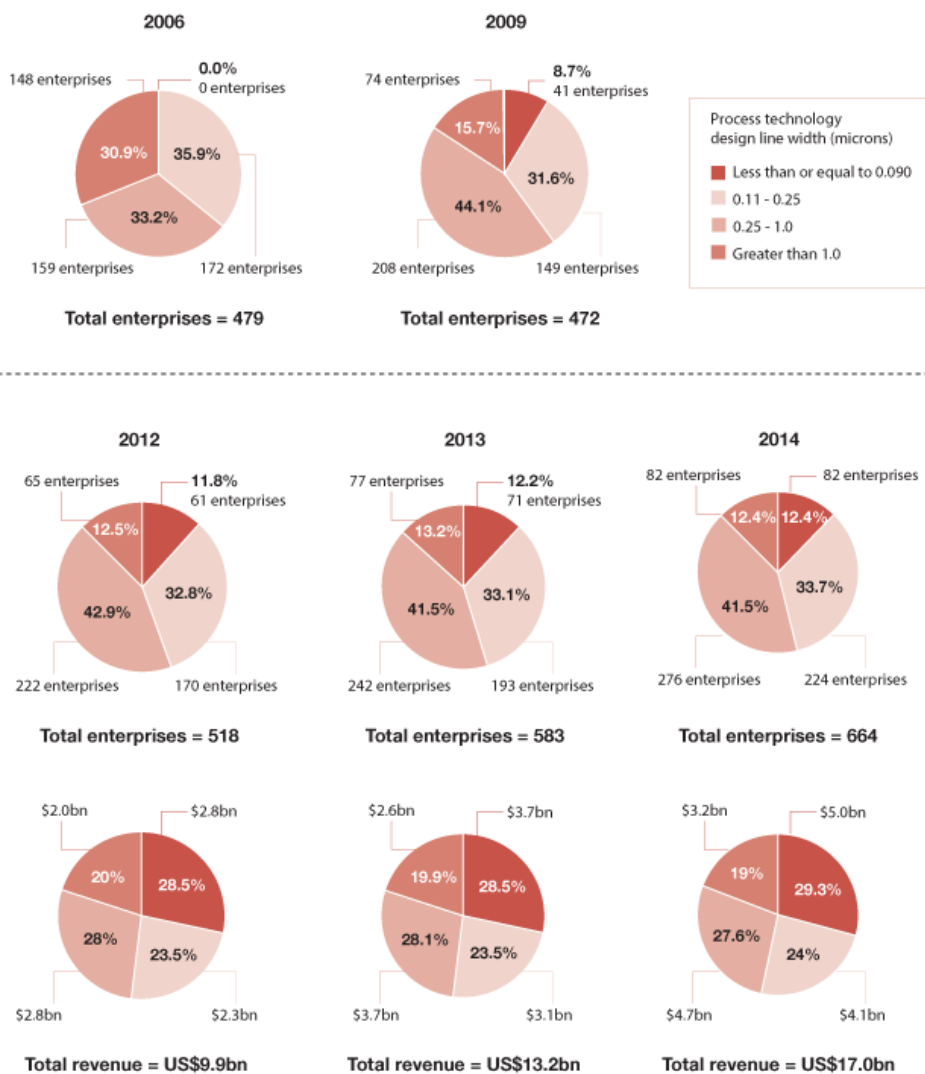 2006
148 enterprises
0.0%
0 enterprises
30.9%
35.9%
33.2%
159 enterprises
172 enterprises
Total enterprises = 479
2009
74 enterprises
8.7%
41 enterprises
15.7%
31.6%
44.1%
208 enterprises
149 enterprises
Total enterprises = 472
Process technology
design line width (microns)
Less than or equal to 0.090
0.11 - 0.25
0.25 - 1.0
Greater than 1.0
2012
65 enterprises
11.8%
61 enterprises
12.5%
32.8%
42.9%
222 enterprises
170 enterprises
Total enterprises = 518
2013
77 enterprises
12.2%
71 enterprises
13.2%
33.1%
41.5%
242 enterprises
193 enterprises
Total enterprises = 583
2014
82 enterprises
82 enterprises
12.4%
12.4%
33.7%
41.5%
276 enterprises
224 enterprises
Total enterprises = 664
$2.0bn
$2.8bn
20%
28.5%
28%
23.5%
$2.8bn
$2.3bn
Total revenue = US$9.9bn
$2.6bn
$3.7bn
19.9%
28.5%
28.1%
23.5%
$3.7bn
$3.1bn
Total revenue = US$13.2bn
$3.2bn
$5.0bn
19%
29.3%
27.6%
24%
$4.7bn
$4.1bn
Total revenue = US$17.0bn